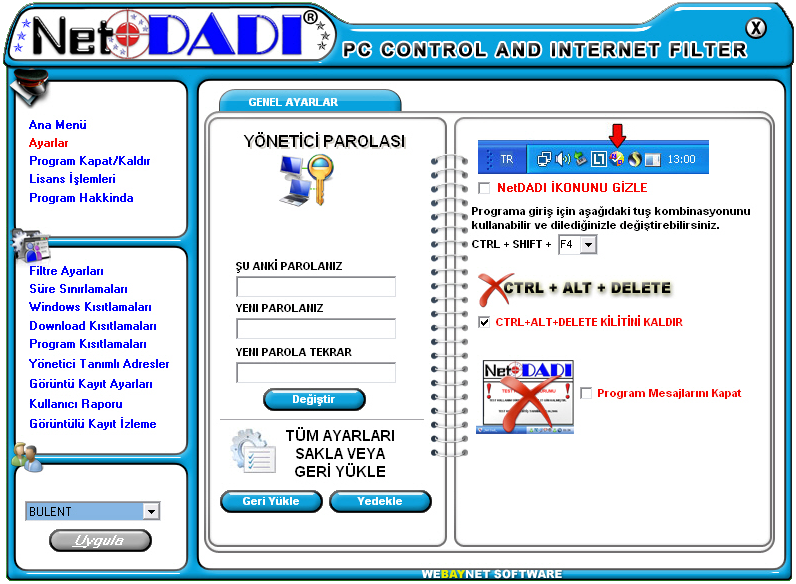 NetDADI®
PC CONTROL AND INTERNET FILTER
X
Ana Menü
Ayarlar
Program Kapat/Kaldır
Lisans İşlemleri
Program Hakkinda
Filtre Ayarları
Süre Sınırlamaları
Windows Kısıtlamaları
Download Kısıtlamaları
Program Kısıtlamaları
Yönetici Tanımlı Adresler
Görüntü Kayıt Ayarları
Kullanıcı Raporu
Görüntülü Kayıt İzleme
BULENT
Uygula
GENEL AYARLAR
YÖNETİCİ PAROLASI
ŞU ANKİ PAROLANIZ
YENI PAROLANIZ
YENI PAROLA TEKRAR
Değiştir
TÜM AYARLARI
SAKLA VEYA
GERİ YÜKLE
Geri Yükle
Yedekle
TR
13:00
NetDADI İKONUNU GİZLE
Programa giriş için aşağıdaki tuş kombinasyonunu
kullanabilir ve dilediğinizle değiştirebilirsiniz.
CTRL + SHIFT + F4
CTRL + ALT + DELETE
CTRL+ALT+DELETE KİLİTİNİ KALDIR
NetDADI
Program Mesajlarını Kapat
WEBAYNET SOFTWARE